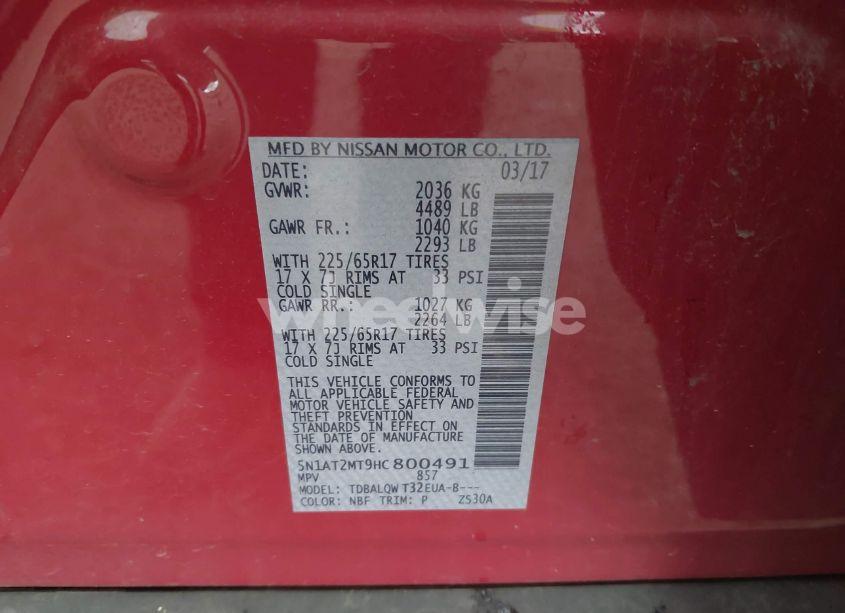 MFD BY NISSAN MOTOR CO., LTD.
DATE: 03/17
GVWR: 2036 KG
4489 LB
GAWR FR.: 1040 KG
2293 LB
WITH 225/65R17 TIRES
17 X 7J RIMS AT 33 PSI
COLD SINGLE
GAWR RR.: 1027 KG
2264 LB
WITH 225/65R17 TIRES
17 X 7J RIMS AT 33 PSI
COLD SINGLE
wheelwise
THIS VEHICLE CONFORMS TO
ALL APPLICABLE FEDERAL
MOTOR VEHICLE SAFETY AND
THEFT PREVENTION
STANDARDS IN EFFECT ON
THE DATE OF MANUFACTURE
SHOWN ABOVE.
5N1AT2MT9HC800491
MPV 857
MODEL: TDBALQW T32EUA-B---
COLOR: NBF TRIM: P ZS30A